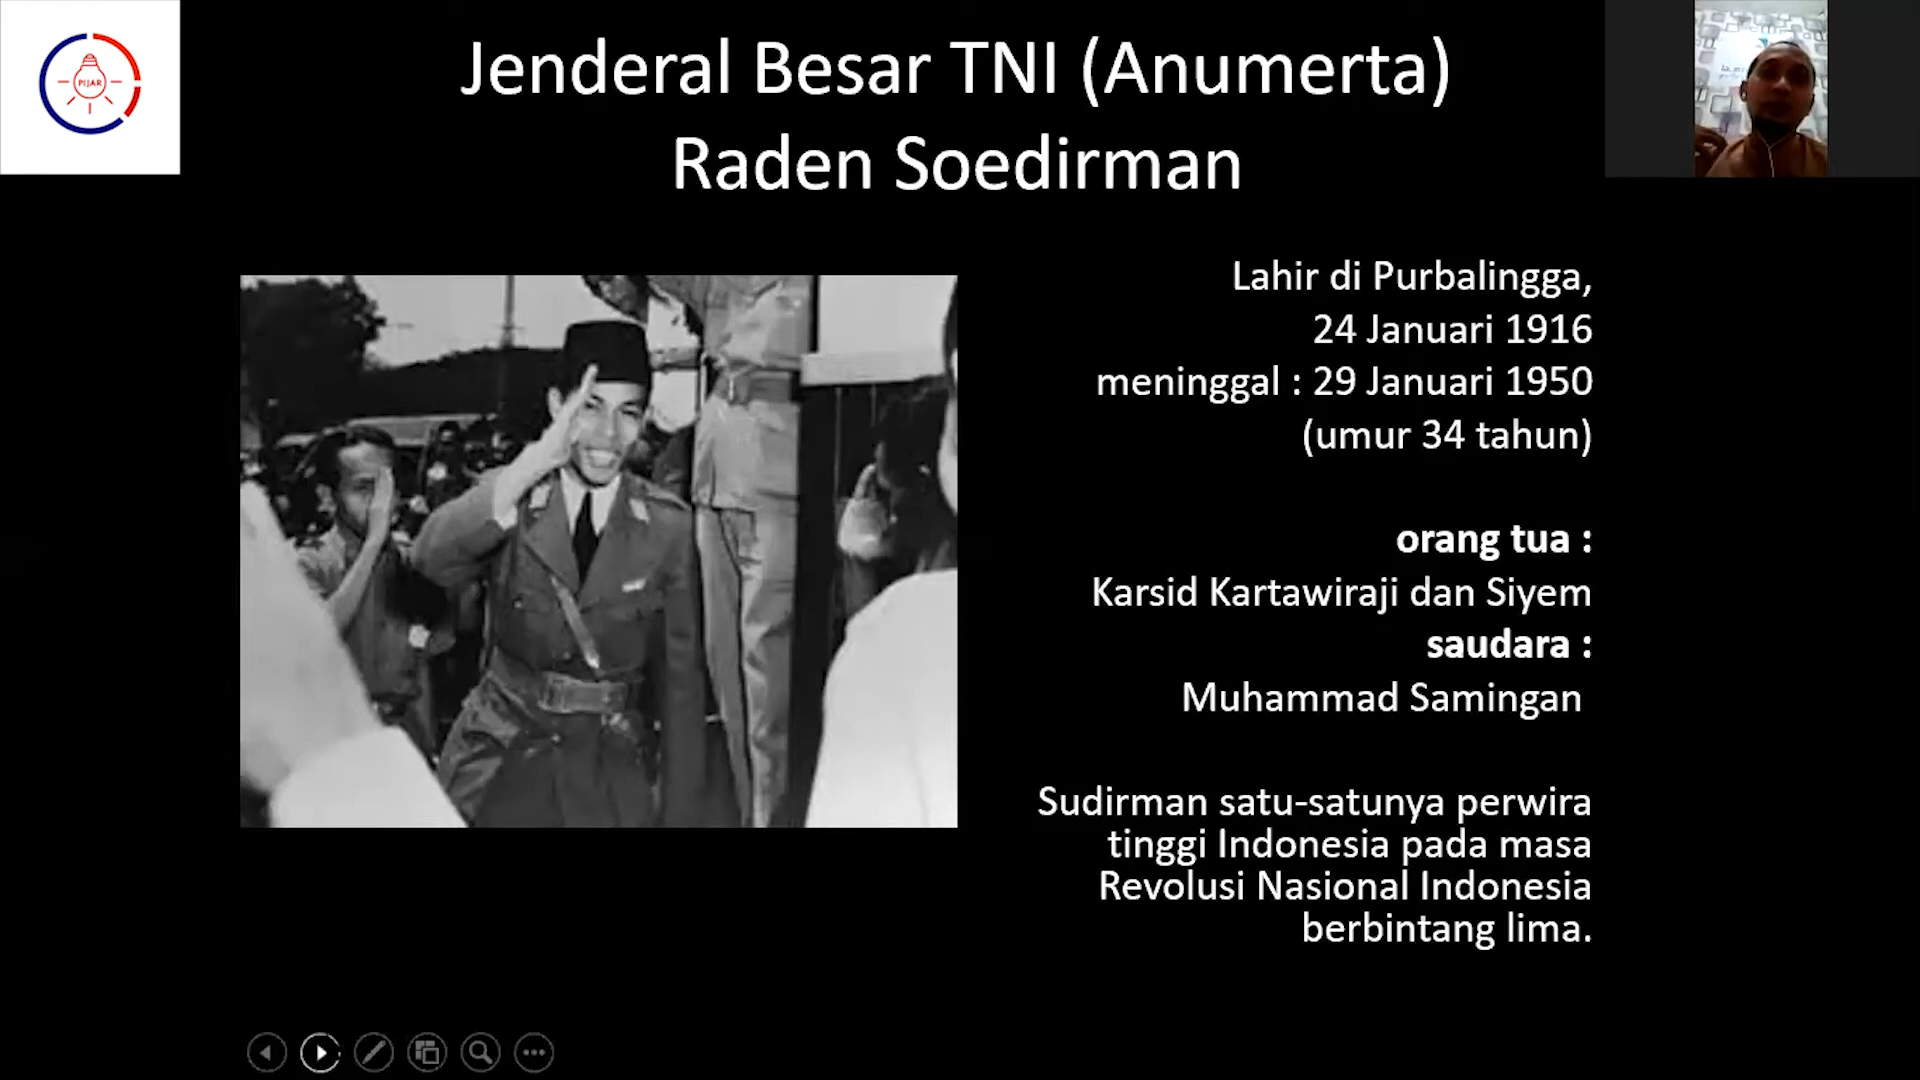 PIJAR
Jenderal Besar TNI (Anumerta)
Raden Soedirman
Lahir di Purbalingga,
24 Januari 1916
meninggal : 29 Januari 1950
(umur 34 tahun)
orang tua :
Karsid Kartawiraji dan Siyem
saudara :
Muhammad Samingan
Sudirman satu-satunya perwira
tinggi Indonesia pada masa
Revolusi Nasional Indonesia
berbintang lima.